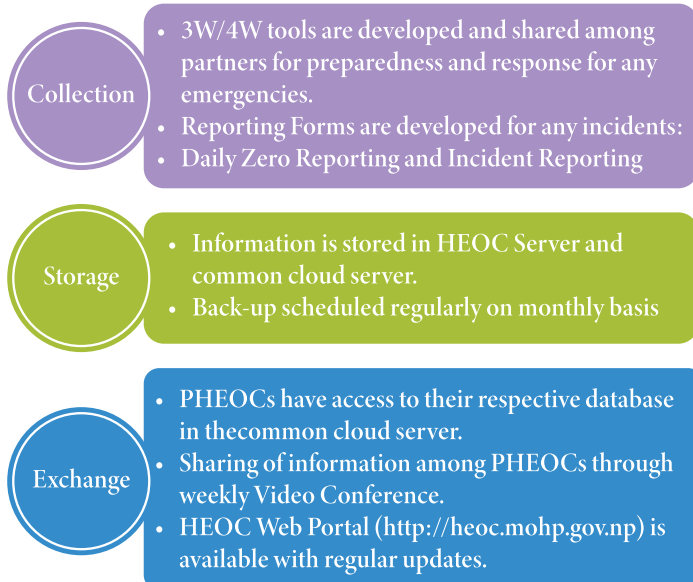 Collection
• 3W/4W tools are developed and shared among
partners for preparedness and response for any
emergencies.
• Reporting Forms are developed for any incidents:
• Daily Zero Reporting and Incident Reporting
Storage
• Information is stored in HEOC Server and
common cloud server.
• Back-up scheduled regularly on monthly basis
Exchange
• PHEOCs have access to their respective database
in thecommon cloud server.
• Sharing of information among PHEOCs through
weekly Video Conference.
• HEOC Web Portal (http://heoc.mohp.gov.np) is
available with regular updates.